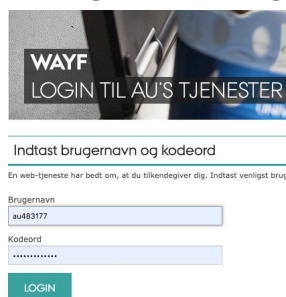 WAYF
LOGIN TIL AU'S TJENESTER
Indtast brugernavn og kodeord
En web-tjeneste har bedt om, at du tilkendegiver dig. Indtast venligst
Brugernavn
au483177
Kodeord
•••••••••••••
LOGIN